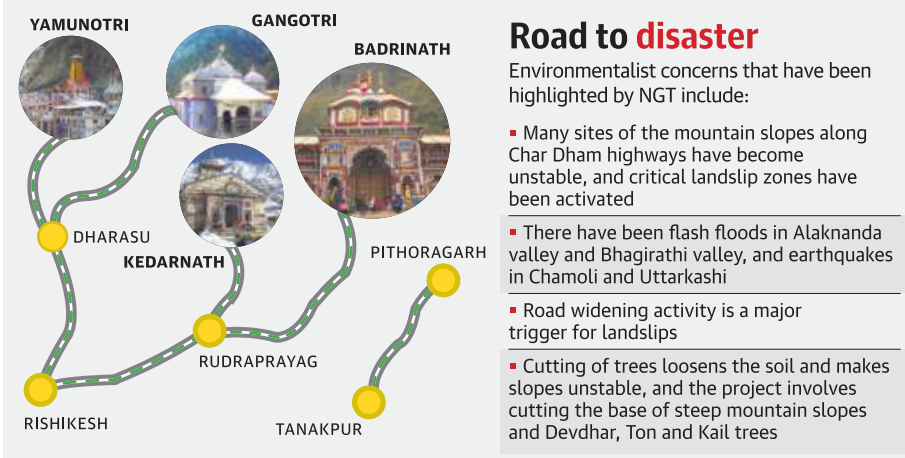 YAMUNOTRI
GANGOTRI
BADRINATH
DHARASU
KEDARNATH
PITHORAGARH
RUDRAPRAYAG
RISHIKESH
TANAKPUR
Road to disaster
Environmentalist concerns that have been
highlighted by NGT include:
▪ Many sites of the mountain slopes along
Char Dham highways have become
unstable, and critical landslip zones have
been activated
▪ There have been flash floods in Alaknanda
valley and Bhagirathi valley, and earthquakes
in Chamoli and Uttarkashi
▪ Road widening activity is a major
trigger for landslips
▪ Cutting of trees loosens the soil and makes
slopes unstable, and the project involves
cutting the base of steep mountain slopes
and Devdhar, Ton and Kail trees